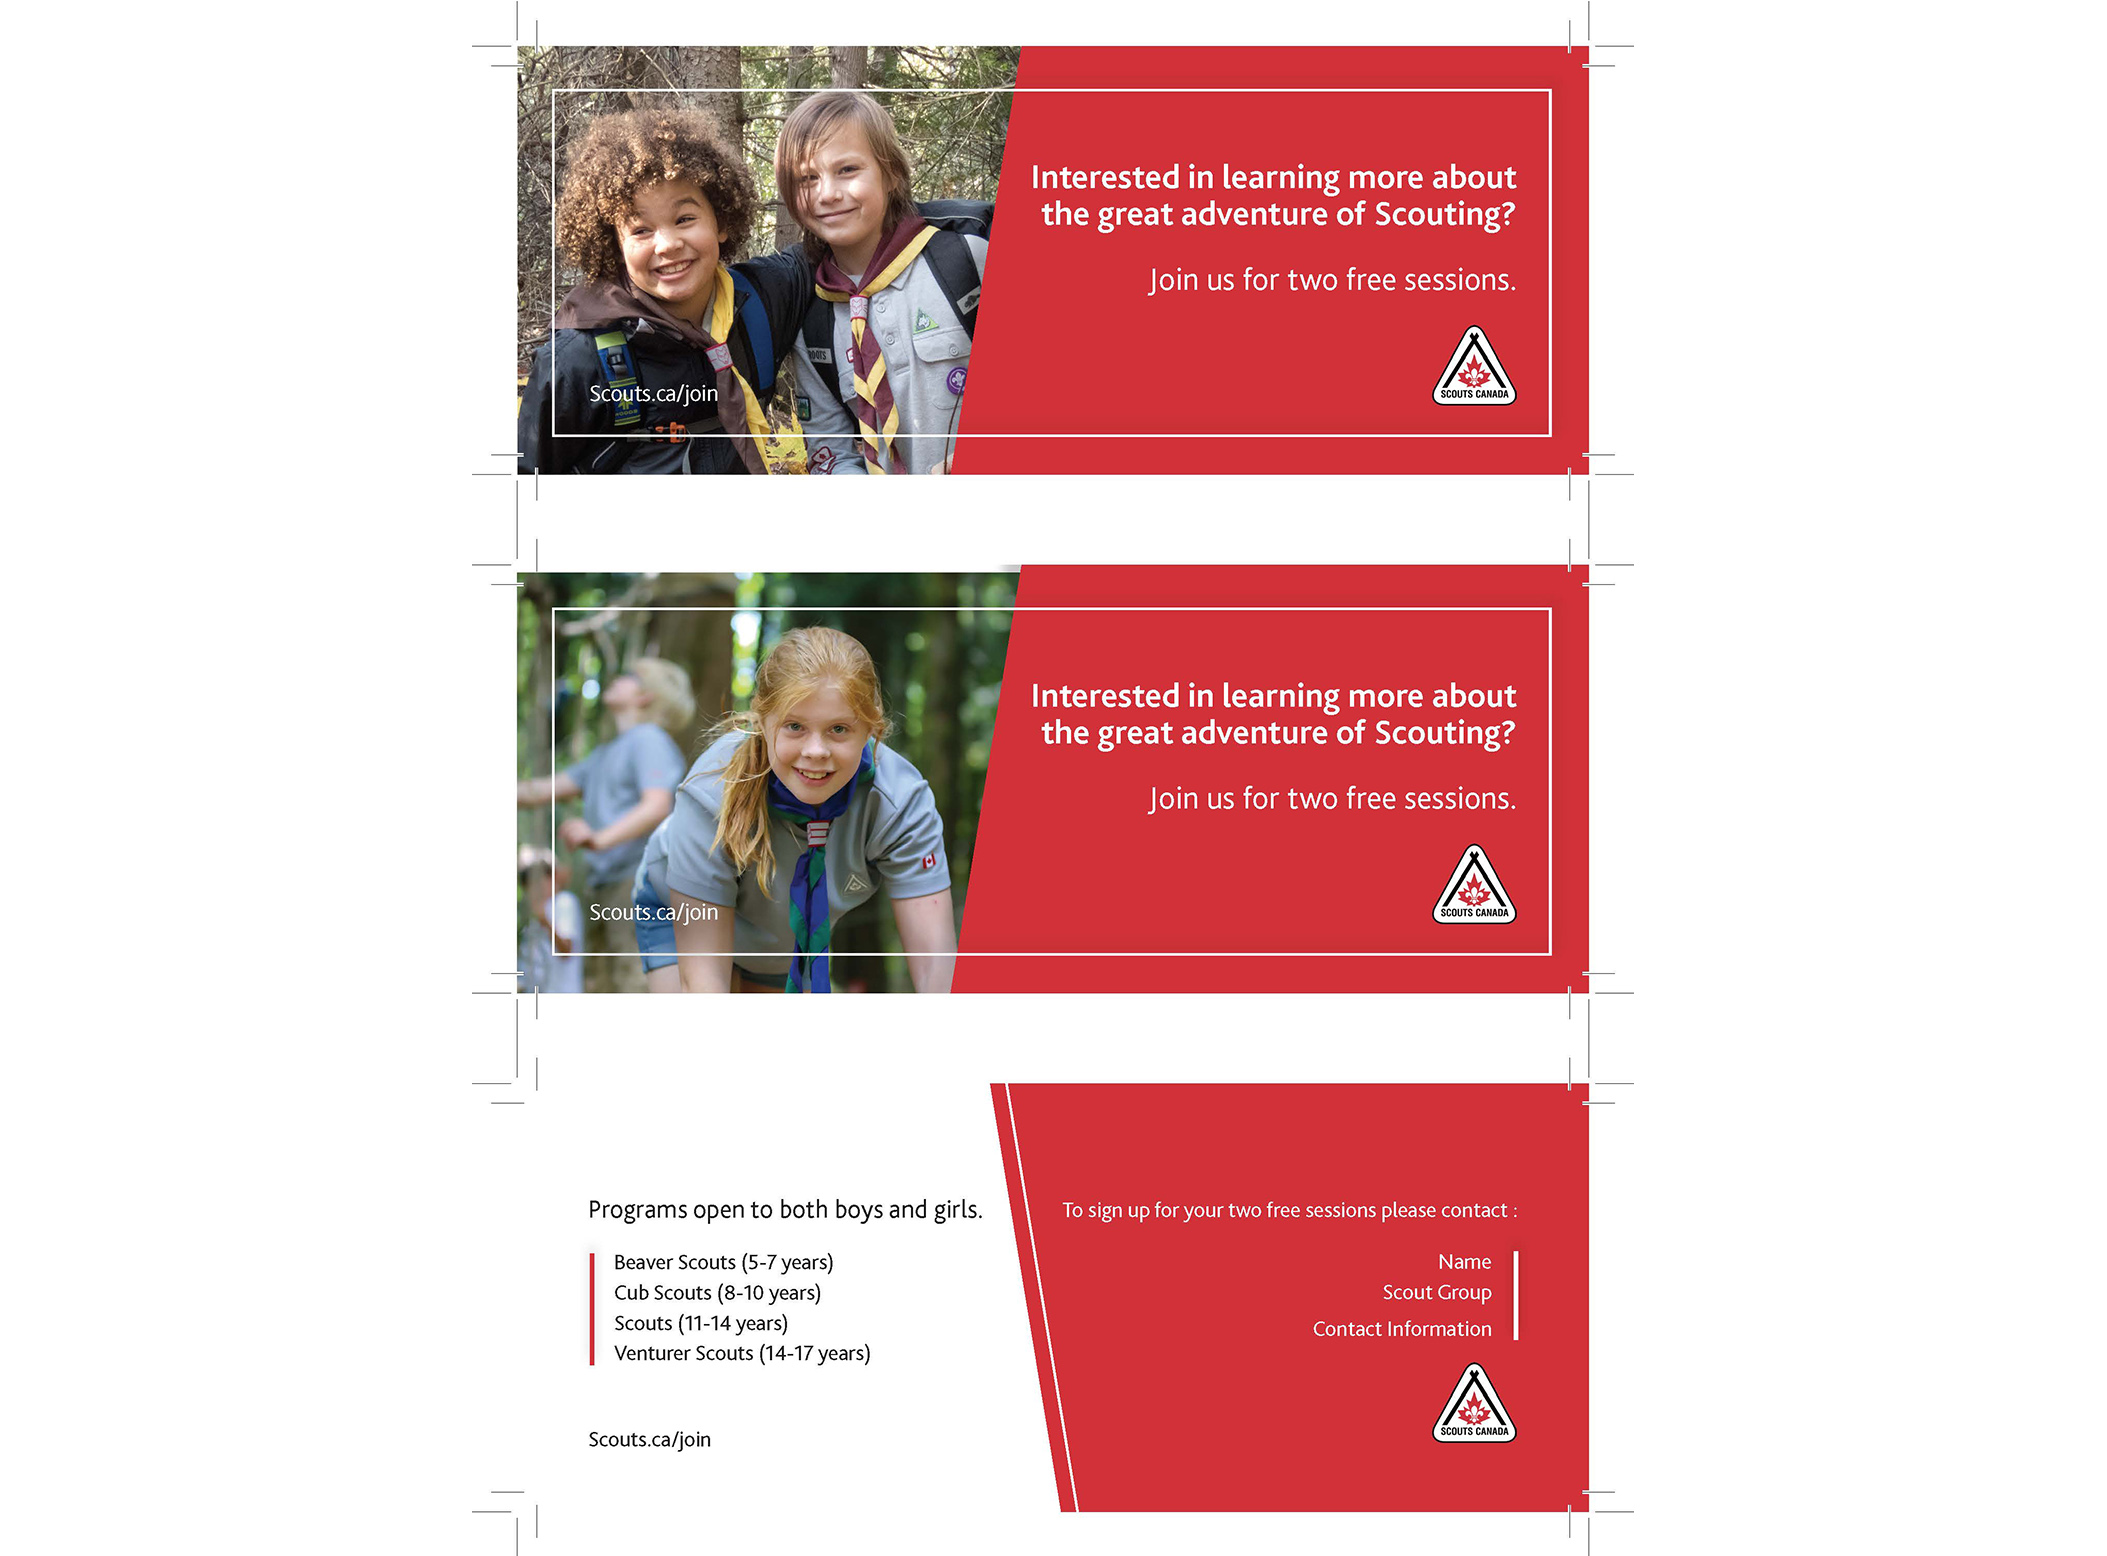 Interested in learning more about
the great adventure of Scouting?
Join us for two free sessions.
Scouts.ca/join
SCOUTS CANADA
Interested in learning more about
the great adventure of Scouting?
Join us for two free sessions.
Scouts.ca/join
SCOUTS CANADA
Programs open to both boys and girls.
Beaver Scouts (5-7 years)
Cub Scouts (8-10 years)
Scouts (11-14 years)
Venturer Scouts (14-17 years)
Scouts.ca/join
To sign up for your two free sessions please contact :
Name
Scout Group
Contact Information
SCOUTS CANADA